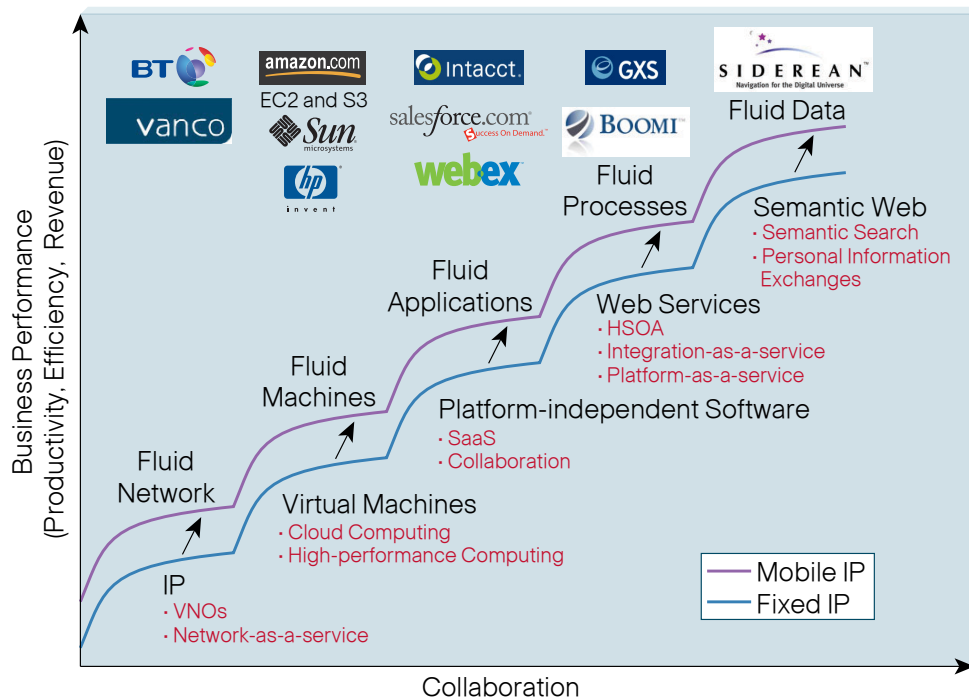 Business Performance
(Productivity, Efficiency, Revenue)
BT
vanco
amazon.com
EC2 and S3
Sun
microsystems
hp
invent
Intacct.
salesforce.com®
Success On Demand.™
webex™
GXS
BOOMI
SIDEREAN™
Navigation for the Digital Universe
Fluid Data
Fluid
Processes
Fluid
Applications
Fluid
Machines
Fluid
Network
Semantic Web
· Semantic Search
· Personal Information
Exchanges
Web Services
· HSOA
· Integration-as-a-service
· Platform-as-a-service
Platform-independent Software
· SaaS
· Collaboration
Virtual Machines
· Cloud Computing
· High-performance Computing
IP
· VNOs
· Network-as-a-service
Mobile IP
Fixed IP
Collaboration